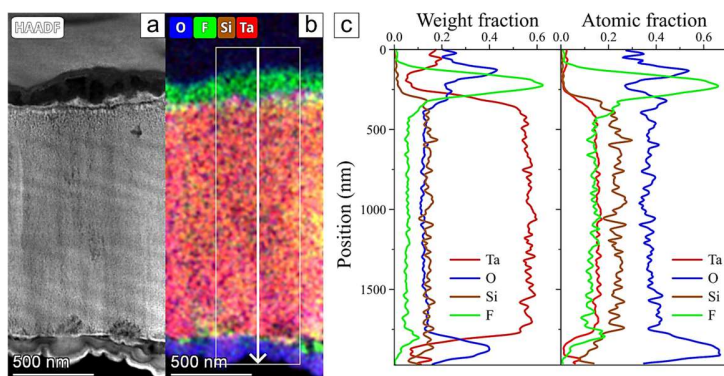 HAADF
a
500 nm
O F Si Ta
b
500 nm
c
Weight fraction
0.0 0.2 0.4 0.6
Atomic fraction
0.0 0.2 0.4 0.6
Position (nm)
0
500
1000
1500
Ta
O
Si
F
Ta
O
Si
F